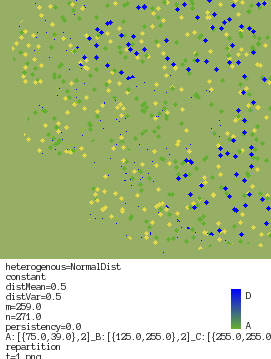 heterogenous=NormalDist
constant
distMean=0.5
distVar=0.5
m=259.0
n=271.0
persistency=0.0
A:[{75.0,39.0},2]_B:[{125.0,255.0},2]_C:[{255.0,255.0
repartition
t=1.png
D
A